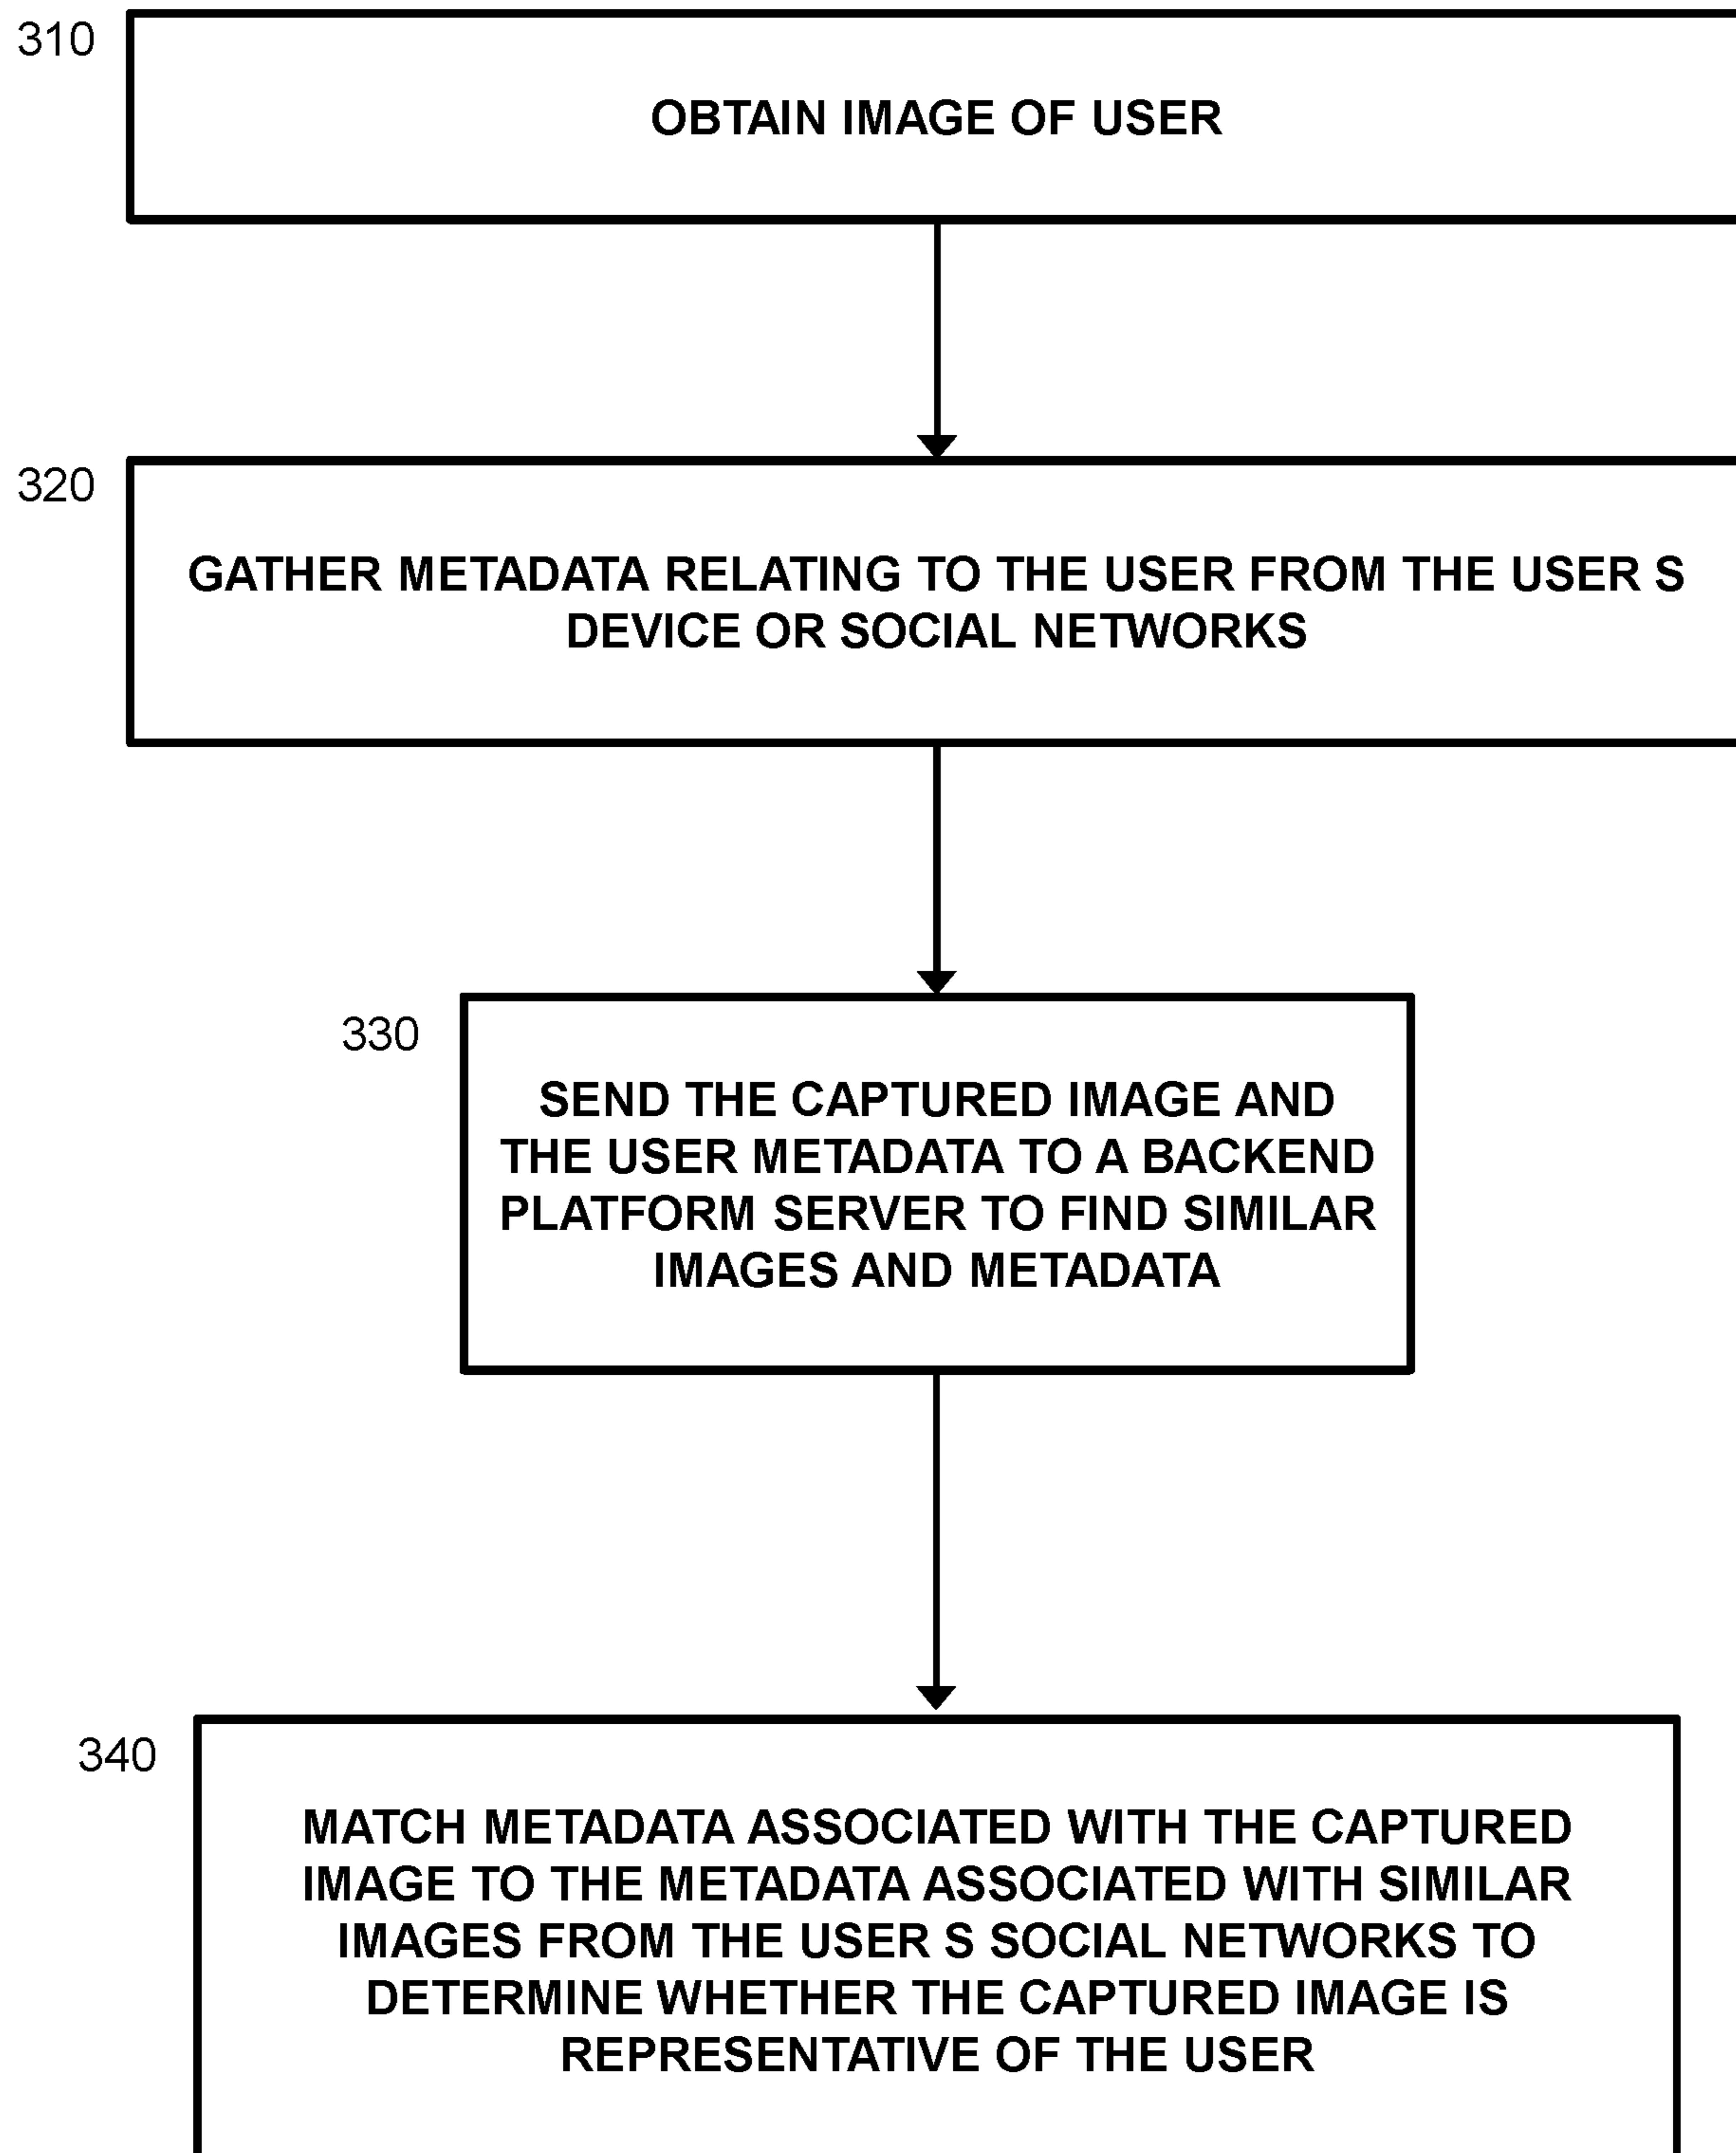 310
OBTAIN IMAGE OF USER
320
GATHER METADATA RELATING TO THE USER FROM THE USER S
DEVICE OR SOCIAL NETWORKS
330
SEND THE CAPTURED IMAGE AND
THE USER METADATA TO A BACKEND
PLATFORM SERVER TO FIND SIMILAR
IMAGES AND METADATA
340
MATCH METADATA ASSOCIATED WITH THE CAPTURED
IMAGE TO THE METADATA ASSOCIATED WITH SIMILAR
IMAGES FROM THE USER S SOCIAL NETWORKS TO
DETERMINE WHETHER THE CAPTURED IMAGE IS
REPRESENTATIVE OF THE USER